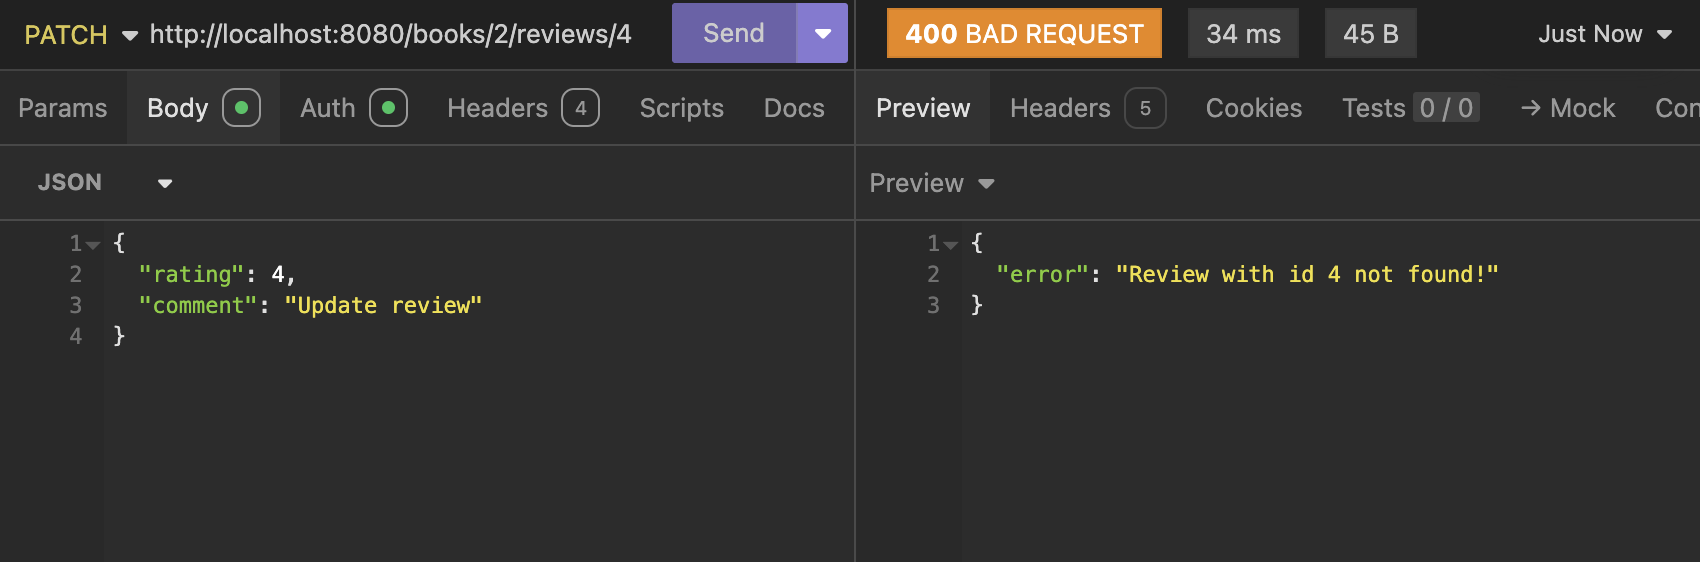 PATCH http://localhost:8080/books/2/reviews/4 Send
400 BAD REQUEST 34 ms 45 B Just Now
Params Body Auth Headers 4 Scripts Docs
Preview Headers 5 Cookies Tests 0 / 0 → Mock Con
JSON
Preview
1 {
2 "rating": 4,
3 "comment": "Update review"
4 }
1 {
2 "error": "Review with id 4 not found!"
3 }